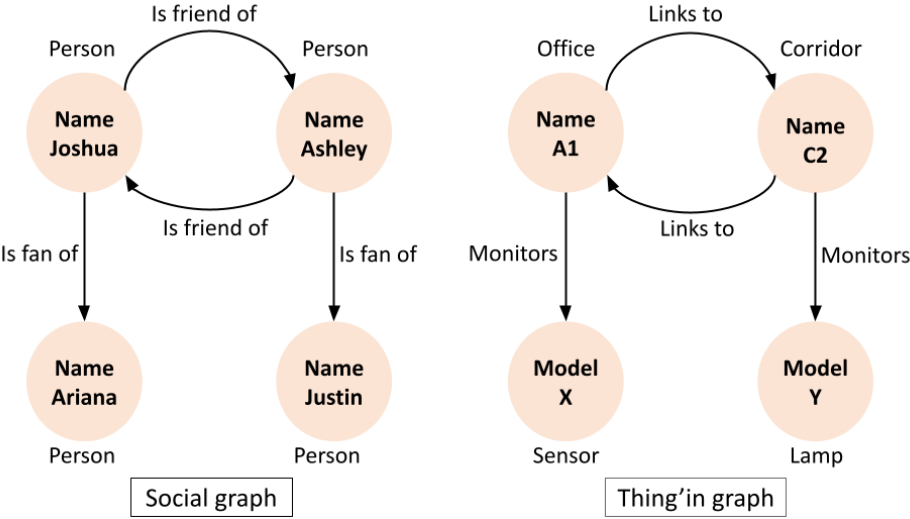 Is friend of
Links to
Person
Person
Office
Corridor
Name
Joshua
Name
Ashley
Name
A1
Name
C2
Is friend of
Links to
Is fan of
Is fan of
Monitors
Monitors
Name
Ariana
Name
Justin
Model
X
Model
Y
Person
Person
Sensor
Lamp
Social graph
Thing’in graph